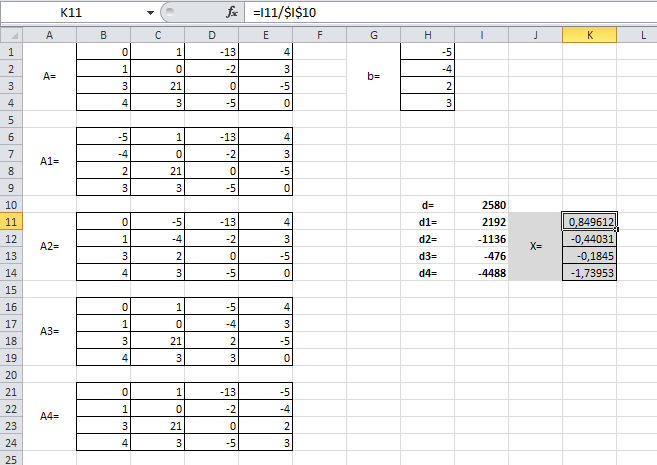 K11 fx =I11/$I$10
A B C D E F G H I J K L
1 0 1 -13 4 -5
2 A= 1 0 -2 3 b= -4
3 3 21 0 -5 2
4 4 3 -5 0 3
5
6 -5 1 -13 4
7 A1= -4 0 -2 3
8 2 21 0 -5
9 3 3 -5 0
10 d= 2580
11 0 -5 -13 4 d1= 2192 0,849612
12 A2= 1 -4 -2 3 d2= -1136 X= -0,44031
13 3 2 0 -5 d3= -476 -0,1845
14 4 3 -5 0 d4= -4488 -1,73953
15
16 0 1 -5 4
17 A3= 1 0 -4 3
18 3 21 2 -5
19 4 3 3 0
20
21 0 1 -13 -5
22 A4= 1 0 -2 -4
23 3 21 0 2
24 4 3 -5 3
25